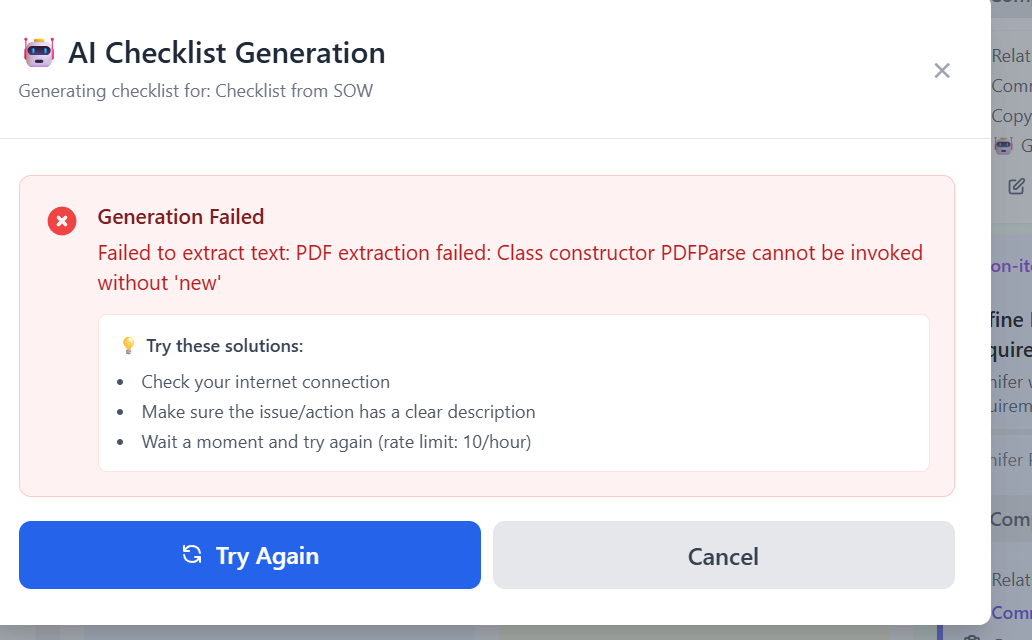 AI Checklist Generation
Generating checklist for: Checklist from SOW
Generation Failed
Failed to extract text: PDF extraction failed: Class constructor PDFParse cannot be invoked
without 'new'
Try these solutions:
Check your internet connection
Make sure the issue/action has a clear description
Wait a moment and try again (rate limit: 10/hour)
Try Again
Cancel
Relat
Comm
Copy
G
on-ite
fine
quire
nifer
uirem
nifer
Com
Relat
Comm